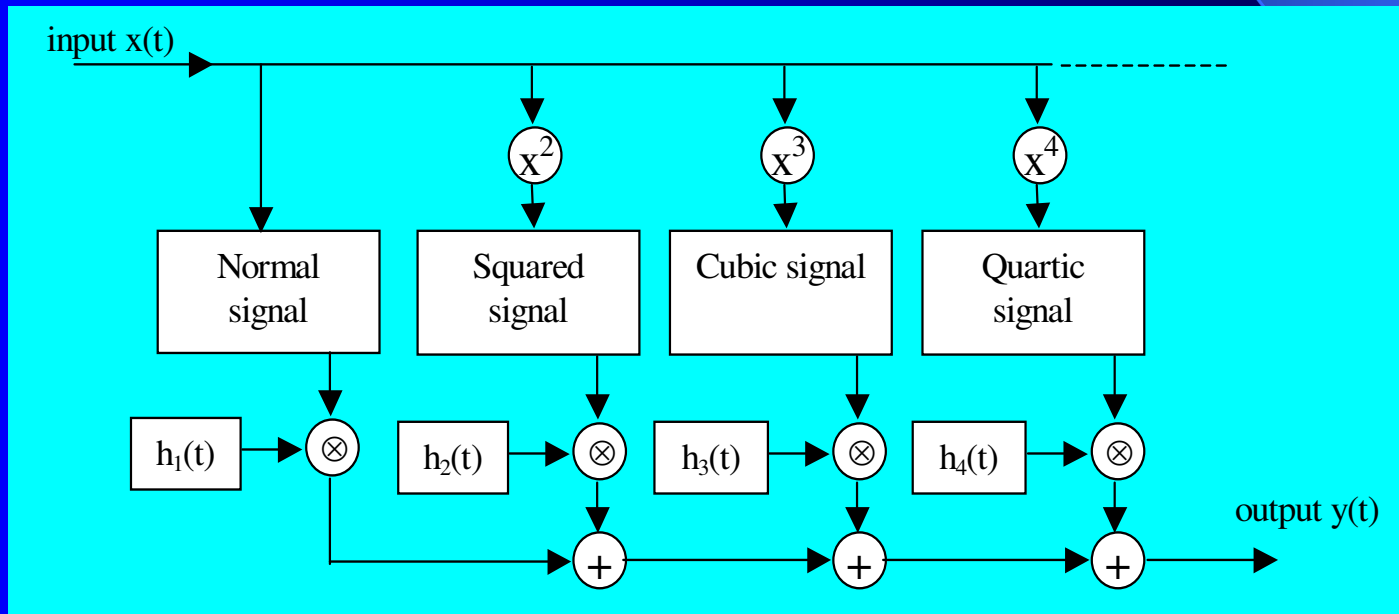 input x(t)
x²
x³
x⁴
Normal
signal
Squared
signal
Cubic signal
Quartic
signal
h₁(t)
⊗
h₂(t)
⊗
h₃(t)
⊗
h₄(t)
⊗
output y(t)
+
+
+